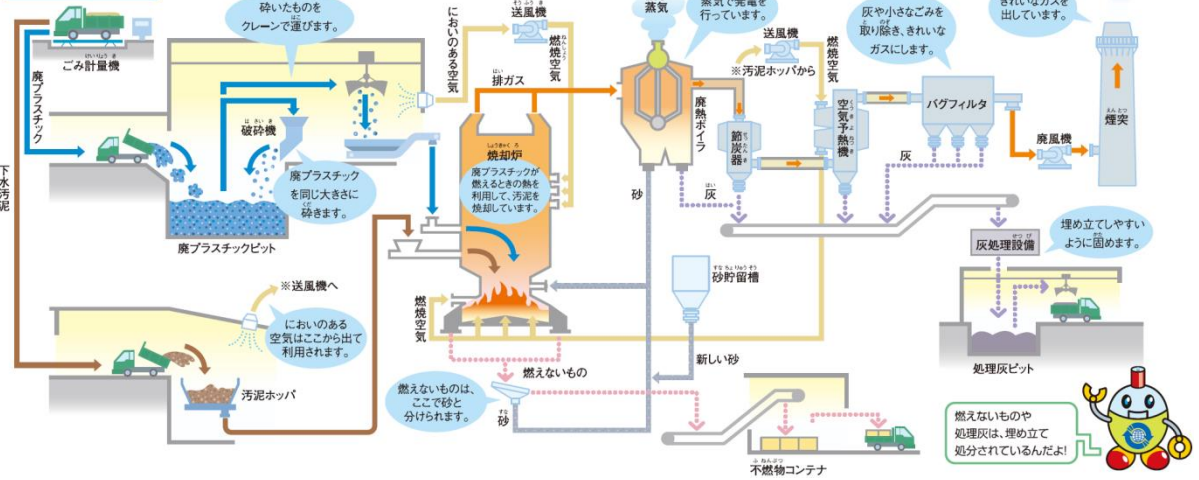 砕いたものを
クレーンで運びます。
ごみ計量機
廃プラスチック
下水汚泥
破砕機
廃プラスチック
を同じ大きさに
砕きます。
廃プラスチックピット
においのある空気
送風機
燃焼空気
排ガス
焼却炉
廃プラスチックが
燃えるときの熱を
利用して、汚泥を
焼却しています。
蒸気
蒸気で発電を
行っています。
廃熱ボイラ
送風機
※汚泥ホッパから
燃焼空気
節炭器
空気予熱機
灰や小さなごみを
取り除き、きれいな
ガスにします。
バグフィルタ
灰
廃風機
きれいなガスを
出しています。
煙突
砂
灰
灰処理設備
埋め立てしやすい
ように固めます。
処理灰ピット
砂貯留槽
新しい砂
※送風機へ
においのある
空気はここから出て
利用されます。
汚泥ホッパ
燃焼空気
燃えないもの
燃えないものは、
ここで砂と
分けられます。
砂
不燃物コンテナ
燃えないものや
処理灰は、埋め立て
処分されているんだよ!